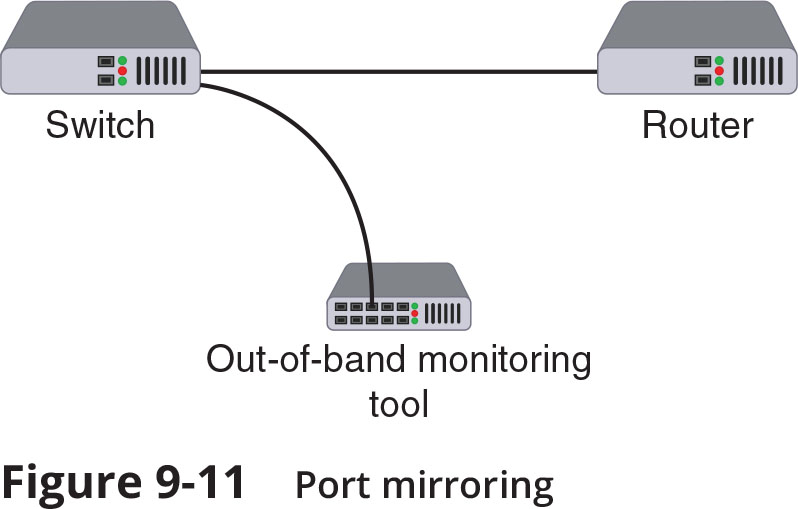 Switch
Router
Out-of-band monitoring
tool
Figure 9-11 Port mirroring